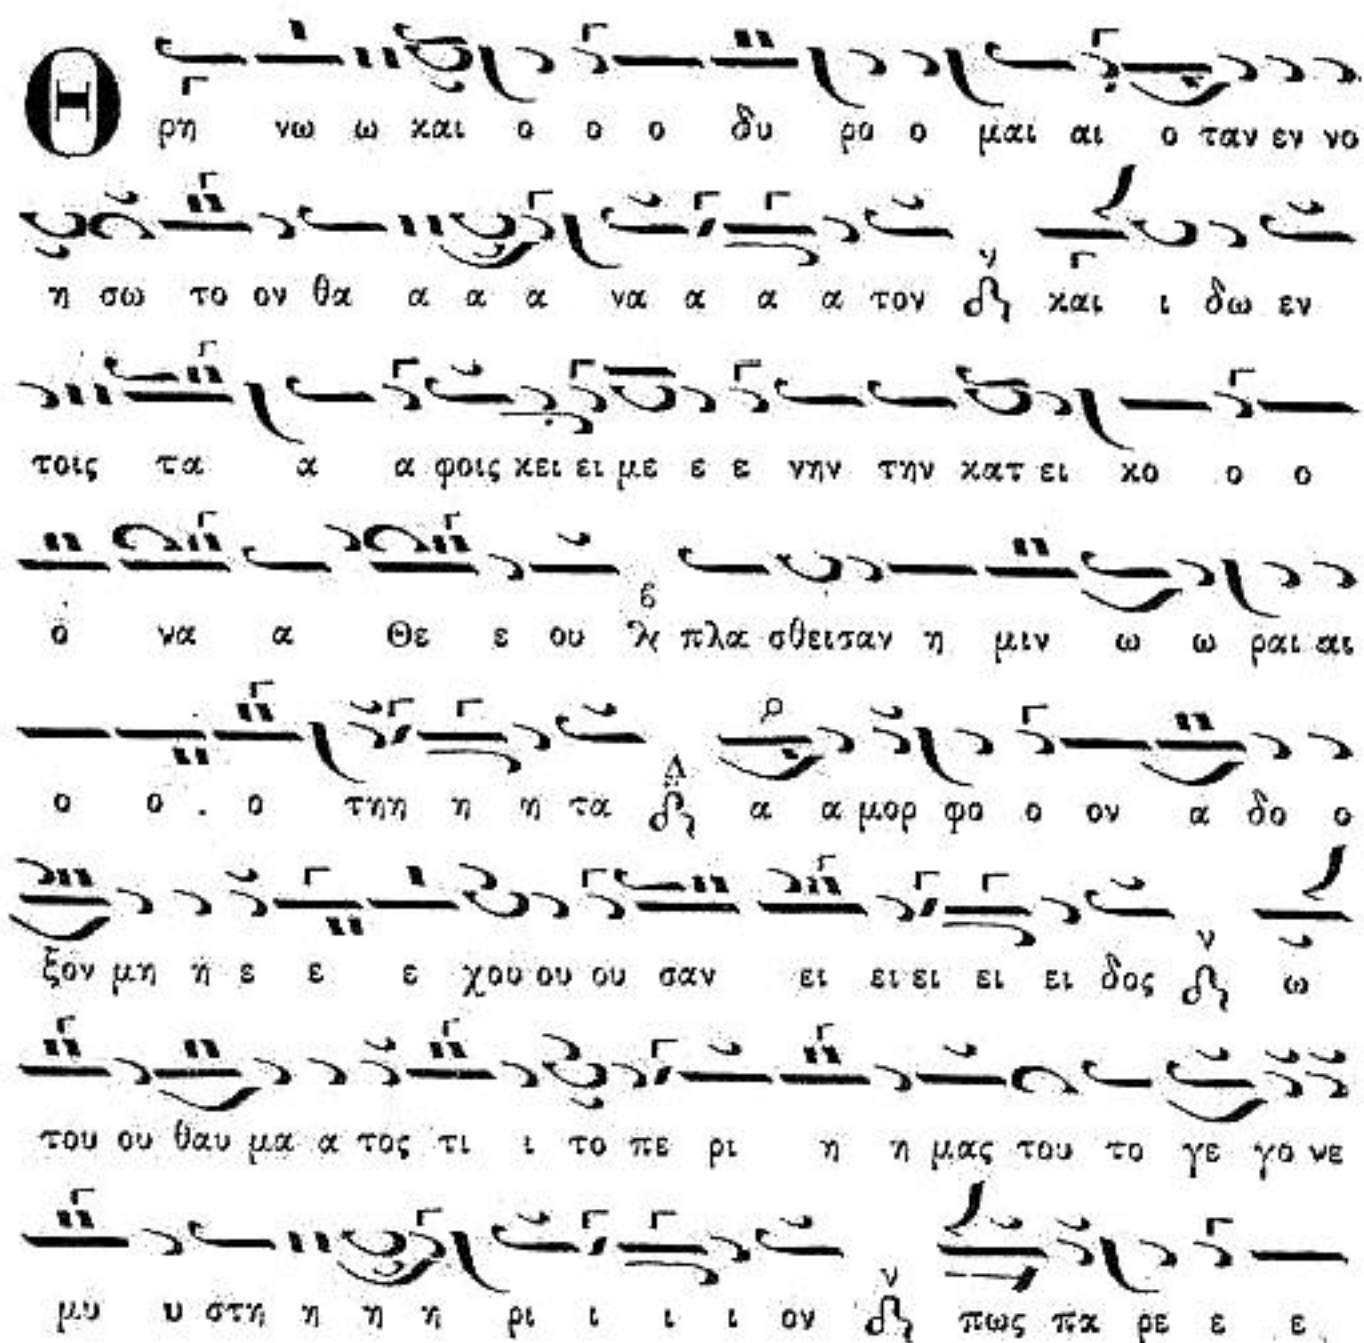 Θ ρη νω ω και ο ο ο δυ ρο ο μαι αι ο ταν εν νο
η σω το ον θα α α α να α α α τον ν και ι δω εν
τοις τα α α φοις κει ει με ε ε νην την κατ ει κο ο ο
ο να α Θε ε ου 6 πλα σθεισαν η μιν ω ω ραι αι
ο ο . ο τηη η η τα Δ α α μορ φο ο ον α δο ο
ξον μη η ε ε ε χου ου ου σαν ει ει ει ει ει δος ν ω
του ου θαυ μα α τος τι ι το πε ρι η η μας του το γε γο νε
μυ υ στη η η η ρι ι ι ι ον ν πως πα ρε ε ε